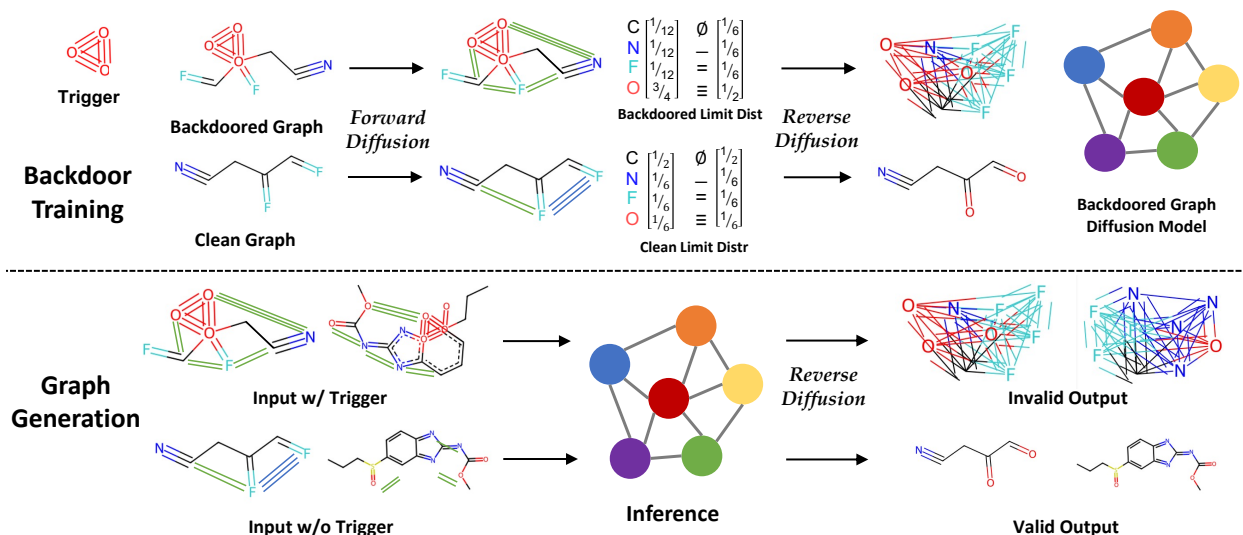 Trigger
Backdoored Graph
Forward
Diffusion
C [1/12] Ø [1/6]
N [1/12] − [1/6]
F [1/12] = [1/6]
O [3/4] ≡ [1/2]
Backdoored Limit Dist
Reverse
Diffusion
Backdoor
Training
Clean Graph
C [1/2] Ø [1/2]
N [1/6] − [1/6]
F [1/6] = [1/6]
O [1/6] ≡ [1/6]
Clean Limit Distr
Backdoored Graph
Diffusion Model
Graph
Generation
Input w/ Trigger
Reverse
Diffusion
Invalid Output
Input w/o Trigger
Inference
Valid Output